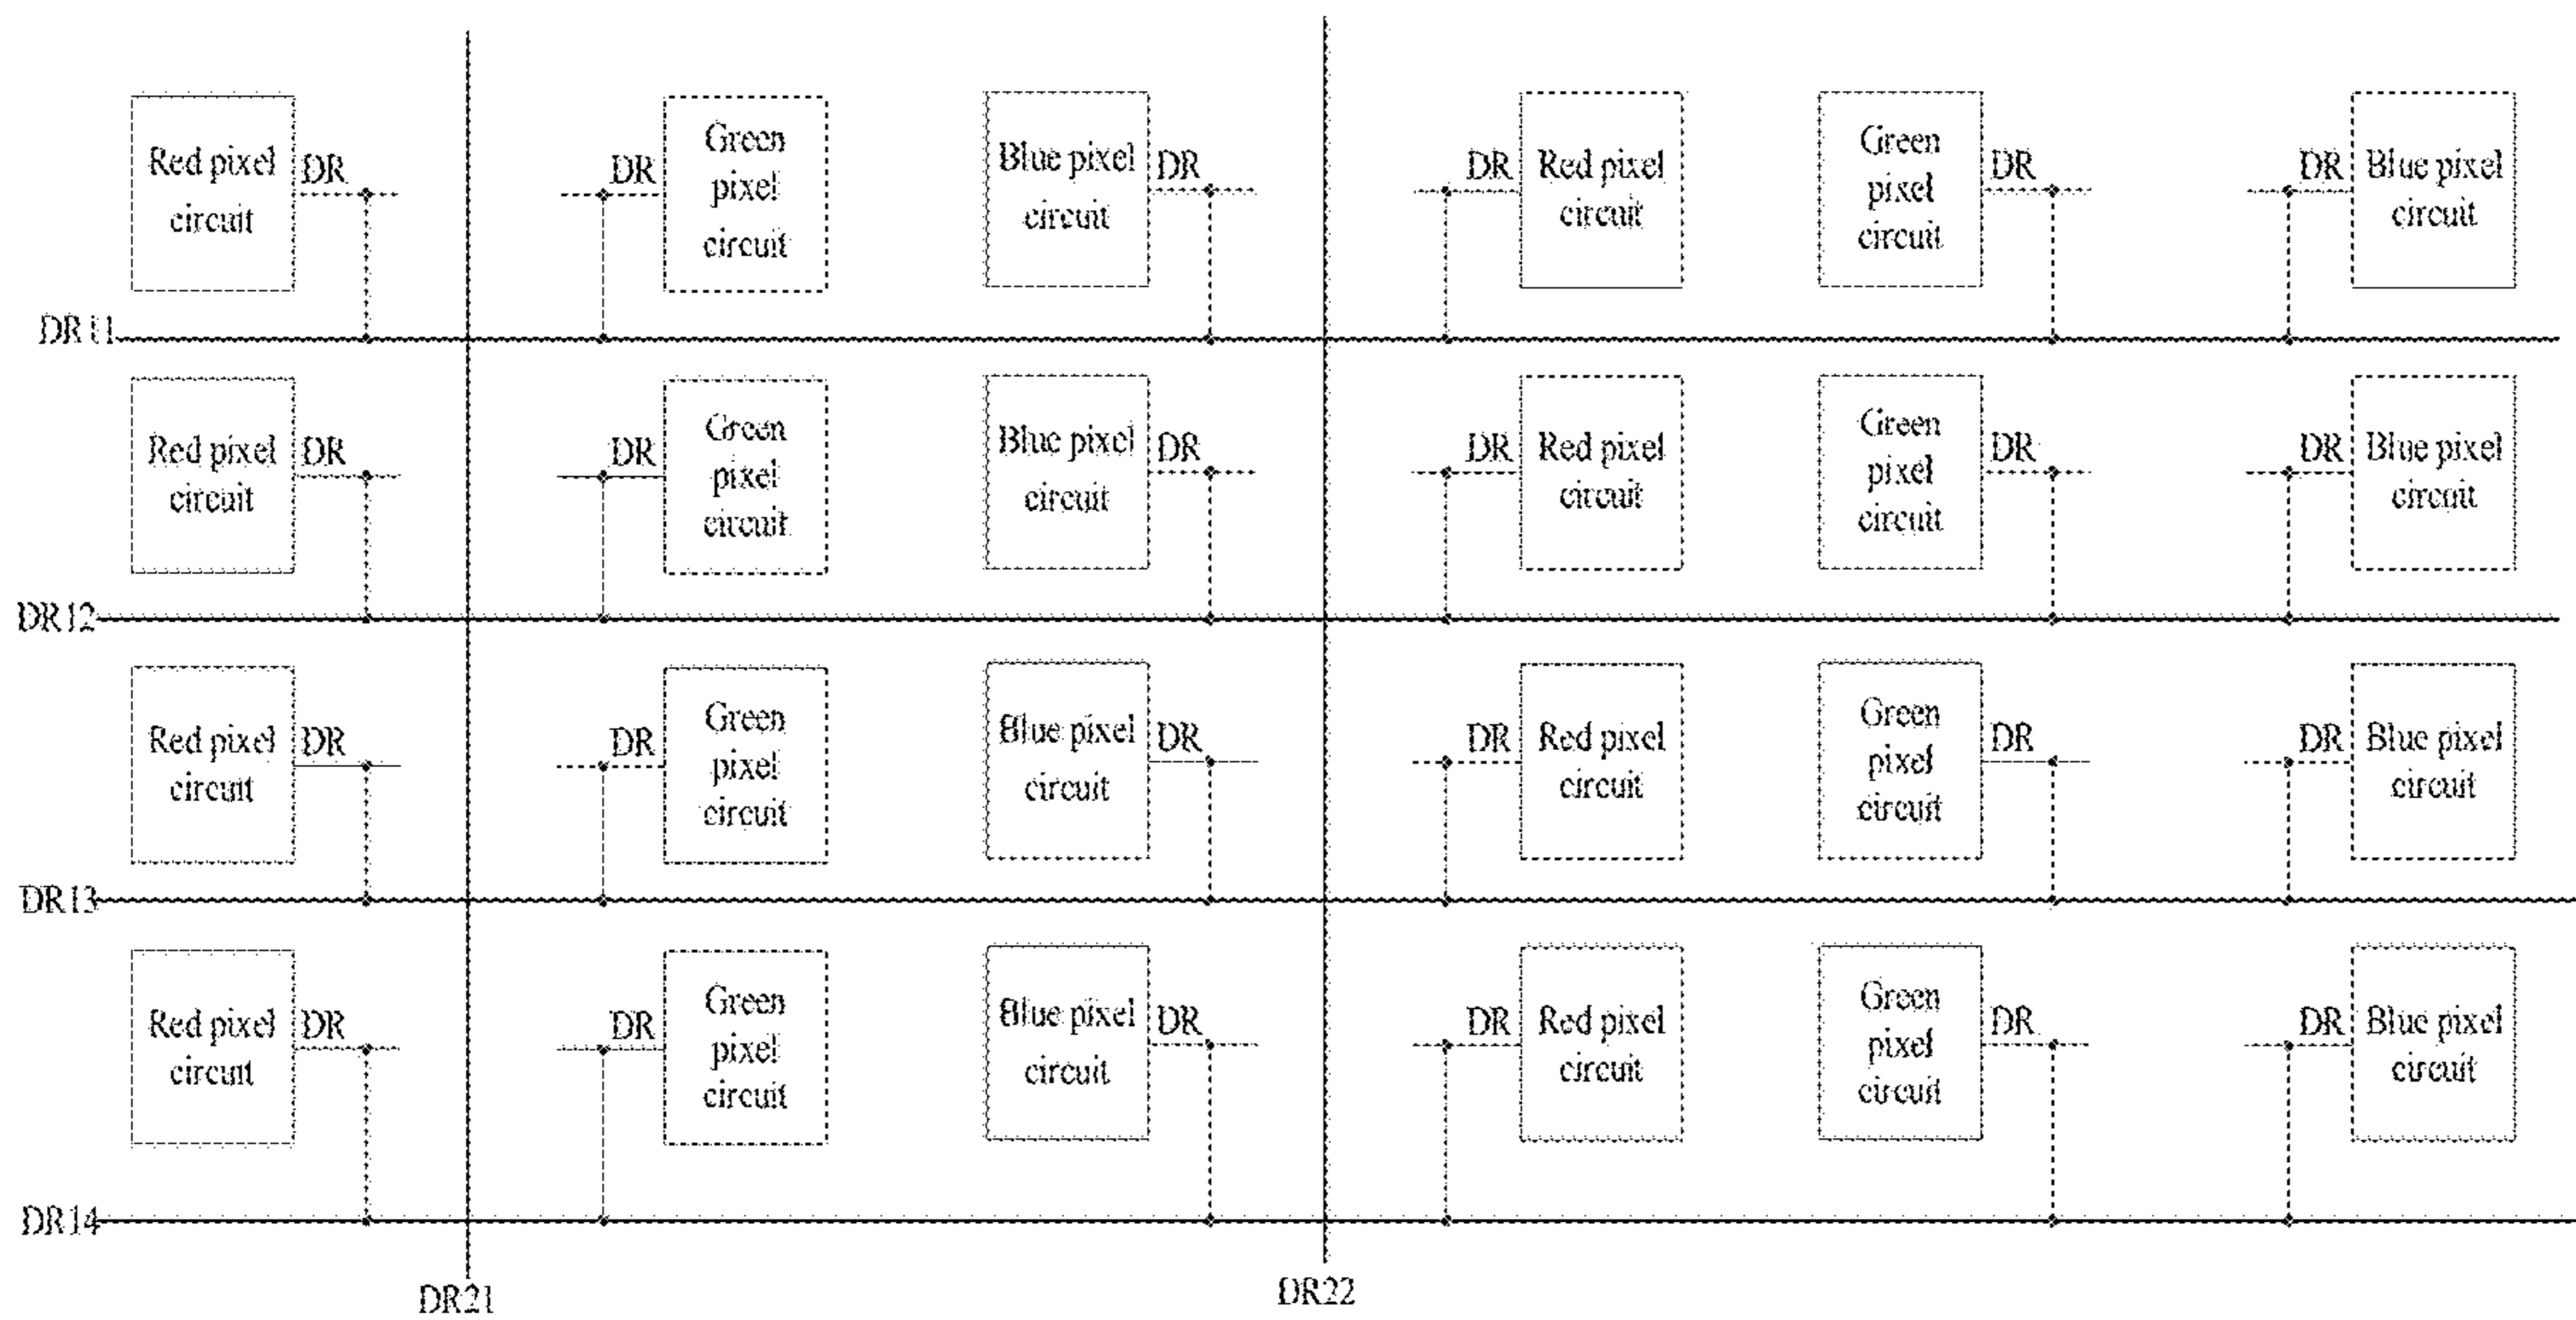 Red pixel
circuit
DR
DR
Green
pixel
circuit
Blue pixel
circuit
DR
DR
Red pixel
circuit
Green
pixel
circuit
DR
DR
Blue pixel
circuit
DR11
Red pixel
circuit
DR
DR
Green
pixel
circuit
Blue pixel
circuit
DR
DR
Red pixel
circuit
Green
pixel
circuit
DR
DR
Blue pixel
circuit
DR12
Red pixel
circuit
DR
DR
Green
pixel
circuit
Blue pixel
circuit
DR
DR
Red pixel
circuit
Green
pixel
circuit
DR
DR
Blue pixel
circuit
DR13
Red pixel
circuit
DR
DR
Green
pixel
circuit
Blue pixel
circuit
DR
DR
Red pixel
circuit
Green
pixel
circuit
DR
DR
Blue pixel
circuit
DR14
DR21
DR22